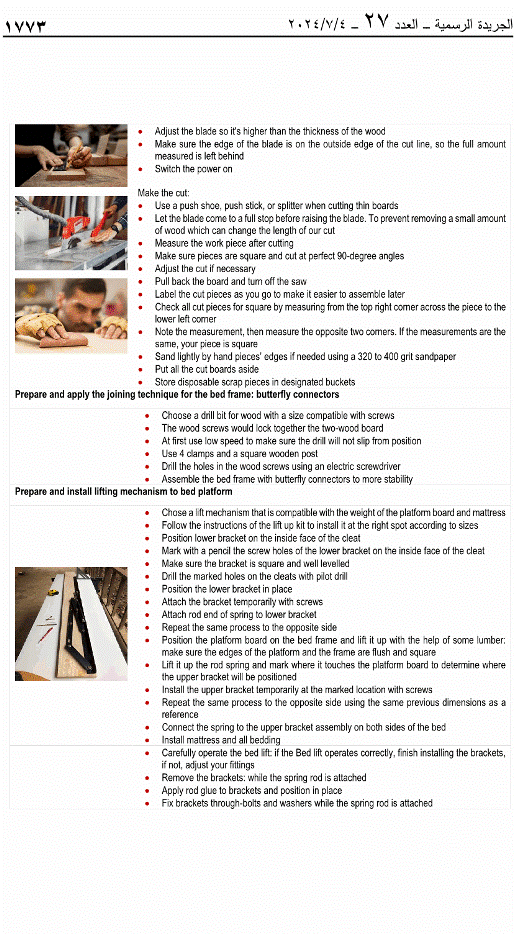 الجريدة الرسمية ــ العدد ٢٧ ــ ٢٠٢٤/٧/٤
١٧٧٣
• Adjust the blade so it's higher than the thickness of the wood
• Make sure the edge of the blade is on the outside edge of the cut line, so the full amount
measured is left behind
• Switch the power on
Make the cut:
• Use a push shoe, push stick, or splitter when cutting thin boards
• Let the blade come to a full stop before raising the blade. To prevent removing a small amount
of wood which can change the length of our cut
• Measure the work piece after cutting
• Make sure pieces are square and cut at perfect 90-degree angles
• Adjust the cut if necessary
• Pull back the board and turn off the saw
• Label the cut pieces as you go to make it easier to assemble later
• Check all cut pieces for square by measuring from the top right corner across the piece to the
lower left corner
• Note the measurement, then measure the opposite two corners. If the measurements are the
same, your piece is square
• Sand lightly by hand pieces' edges if needed using a 320 to 400 grit sandpaper
• Put all the cut boards aside
• Store disposable scrap pieces in designated buckets
Prepare and apply the joining technique for the bed frame: butterfly connectors
• Choose a drill bit for wood with a size compatible with screws
• The wood screws would lock together the two-wood board
• At first use low speed to make sure the drill will not slip from position
• Use 4 clamps and a square wooden post
• Drill the holes in the wood screws using an electric screwdriver
• Assemble the bed frame with butterfly connectors to more stability
Prepare and install lifting mechanism to bed platform
• Chose a lift mechanism that is compatible with the weight of the platform board and mattress
• Follow the instructions of the lift up kit to install it at the right spot according to sizes
• Position lower bracket on the inside face of the cleat
• Mark with a pencil the screw holes of the lower bracket on the inside face of the cleat
• Make sure the bracket is square and well levelled
• Drill the marked holes on the cleats with pilot drill
• Position the lower bracket in place
• Attach the bracket temporarily with screws
• Attach rod end of spring to lower bracket
• Repeat the same process to the opposite side
• Position the platform board on the bed frame and lift it up with the help of some lumber:
make sure the edges of the platform and the frame are flush and square
• Lift it up the rod spring and mark where it touches the platform board to determine where
the upper bracket will be positioned
• Install the upper bracket temporarily at the marked location with screws
• Repeat the same process to the opposite side using the same previous dimensions as a
reference
• Connect the spring to the upper bracket assembly on both sides of the bed
• Install mattress and all bedding
• Carefully operate the bed lift: if the Bed lift operates correctly, finish installing the brackets,
if not, adjust your fittings
• Remove the brackets: while the spring rod is attached
• Apply rod glue to brackets and position in place
• Fix brackets through-bolts and washers while the spring rod is attached